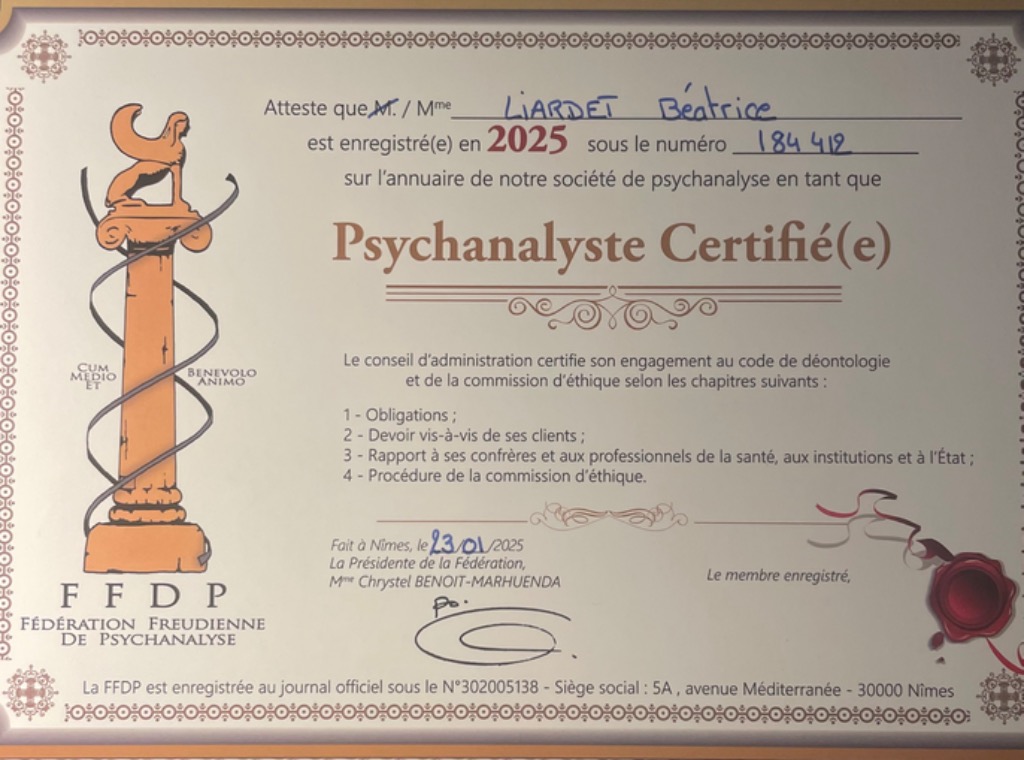 Atteste que M. / Mme LIARDET Béatrice
est enregistré(e) en 2025 sous le numéro 184 412
sur l'annuaire de notre société de psychanalyse en tant que
Psychanalyste Certifié(e)
CUM
MEDIO
ET
BENEVOLO
ANIMO
Le conseil d'administration certifie son engagement au code de déontologie
et de la commission d'éthique selon les chapitres suivants :
1 - Obligations ;
2 - Devoir vis-à-vis de ses clients ;
3 - Rapport à ses confrères et aux professionnels de la santé, aux institutions et à l'État ;
4 - Procédure de la commission d'éthique.
Fait à Nîmes, le 23/01/2025
La Présidente de la Fédération,
Mme Chrystel BENOIT-MARHUENDA
po.
Le membre enregistré,
F F D P
FÉDÉRATION FREUDIENNE
DE PSYCHANALYSE
La FFDP est enregistrée au journal officiel sous le N°302005138 - Siège social : 5A , avenue Méditerranée - 30000 Nîmes